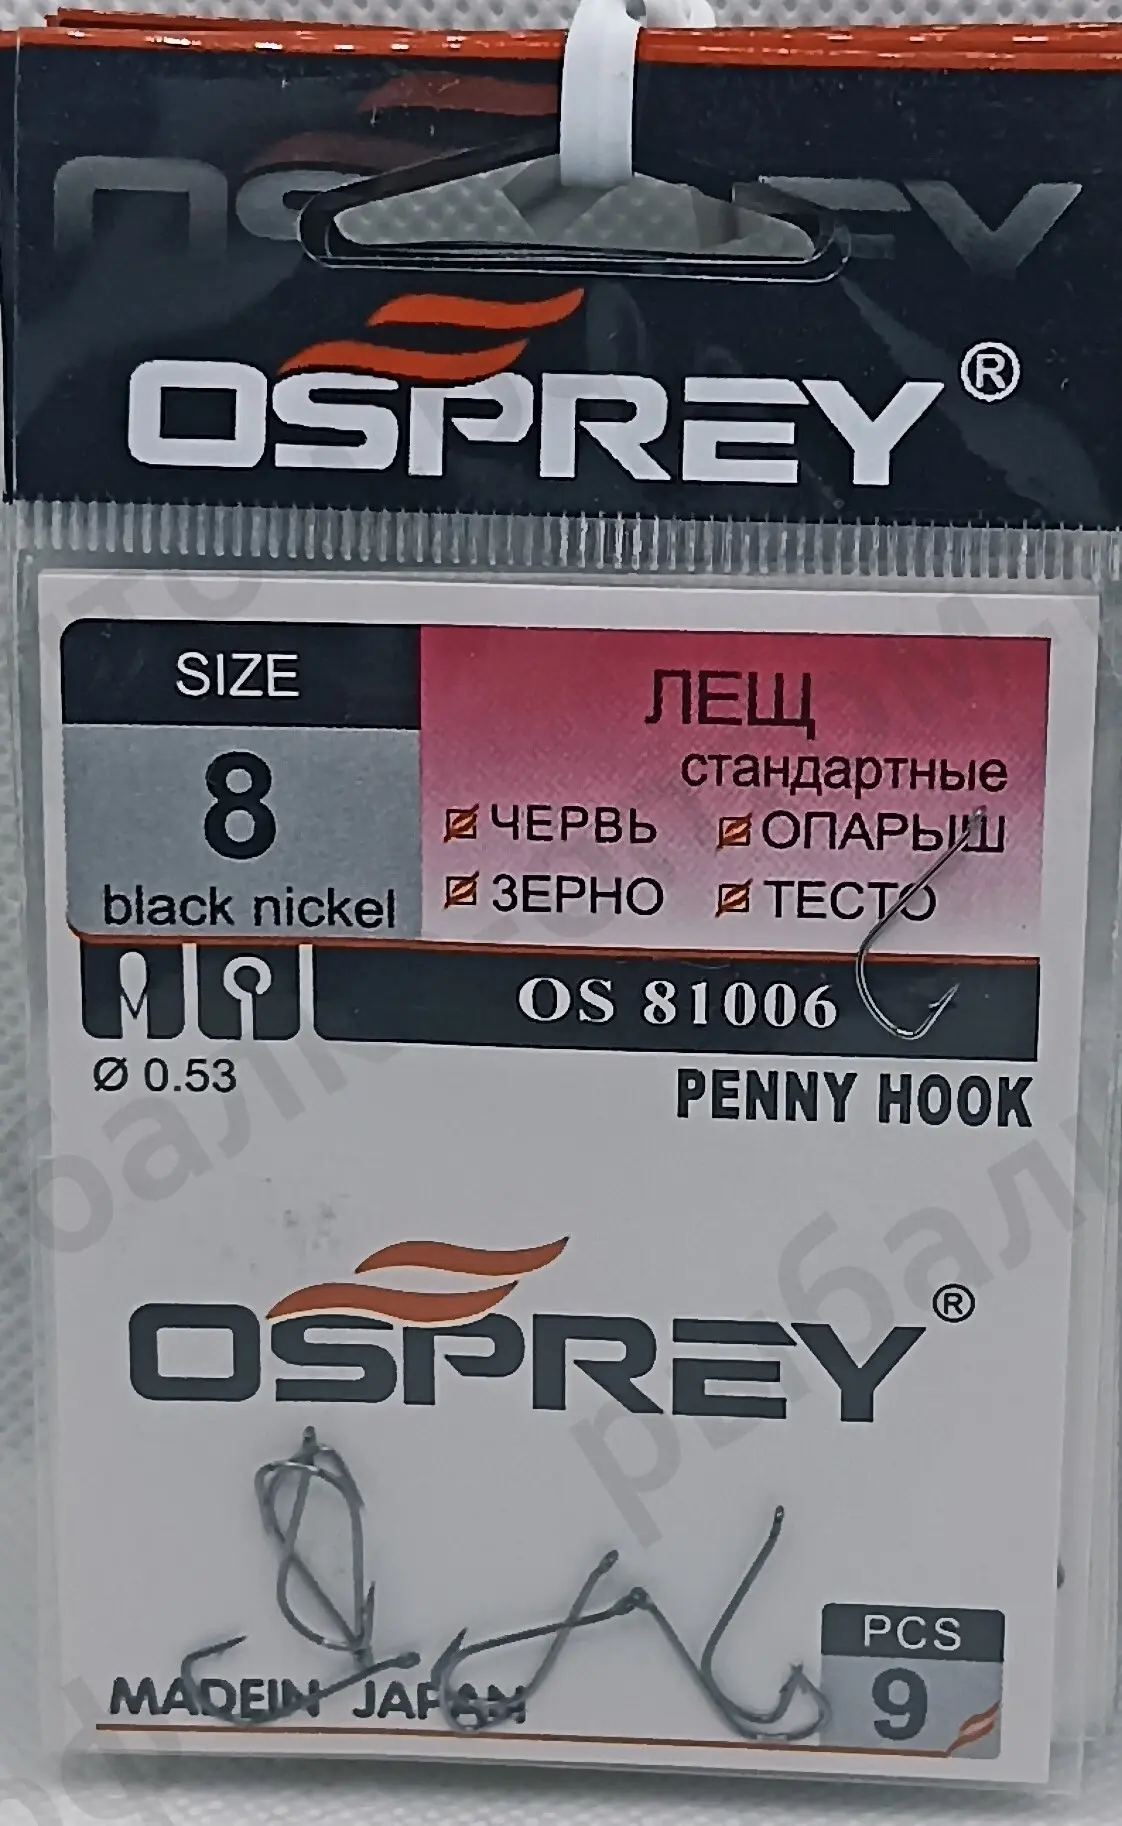 OSPREY®
SIZE
8
black nickel
ЛЕЩ
стандартные
ЧЕРВЬ ОПАРЫШ
ЗЕРНО ТЕСТО
OS 81006
Ø 0.53
PENNY HOOK
OSPREY®
PCS
9
MADEIN JAPAN